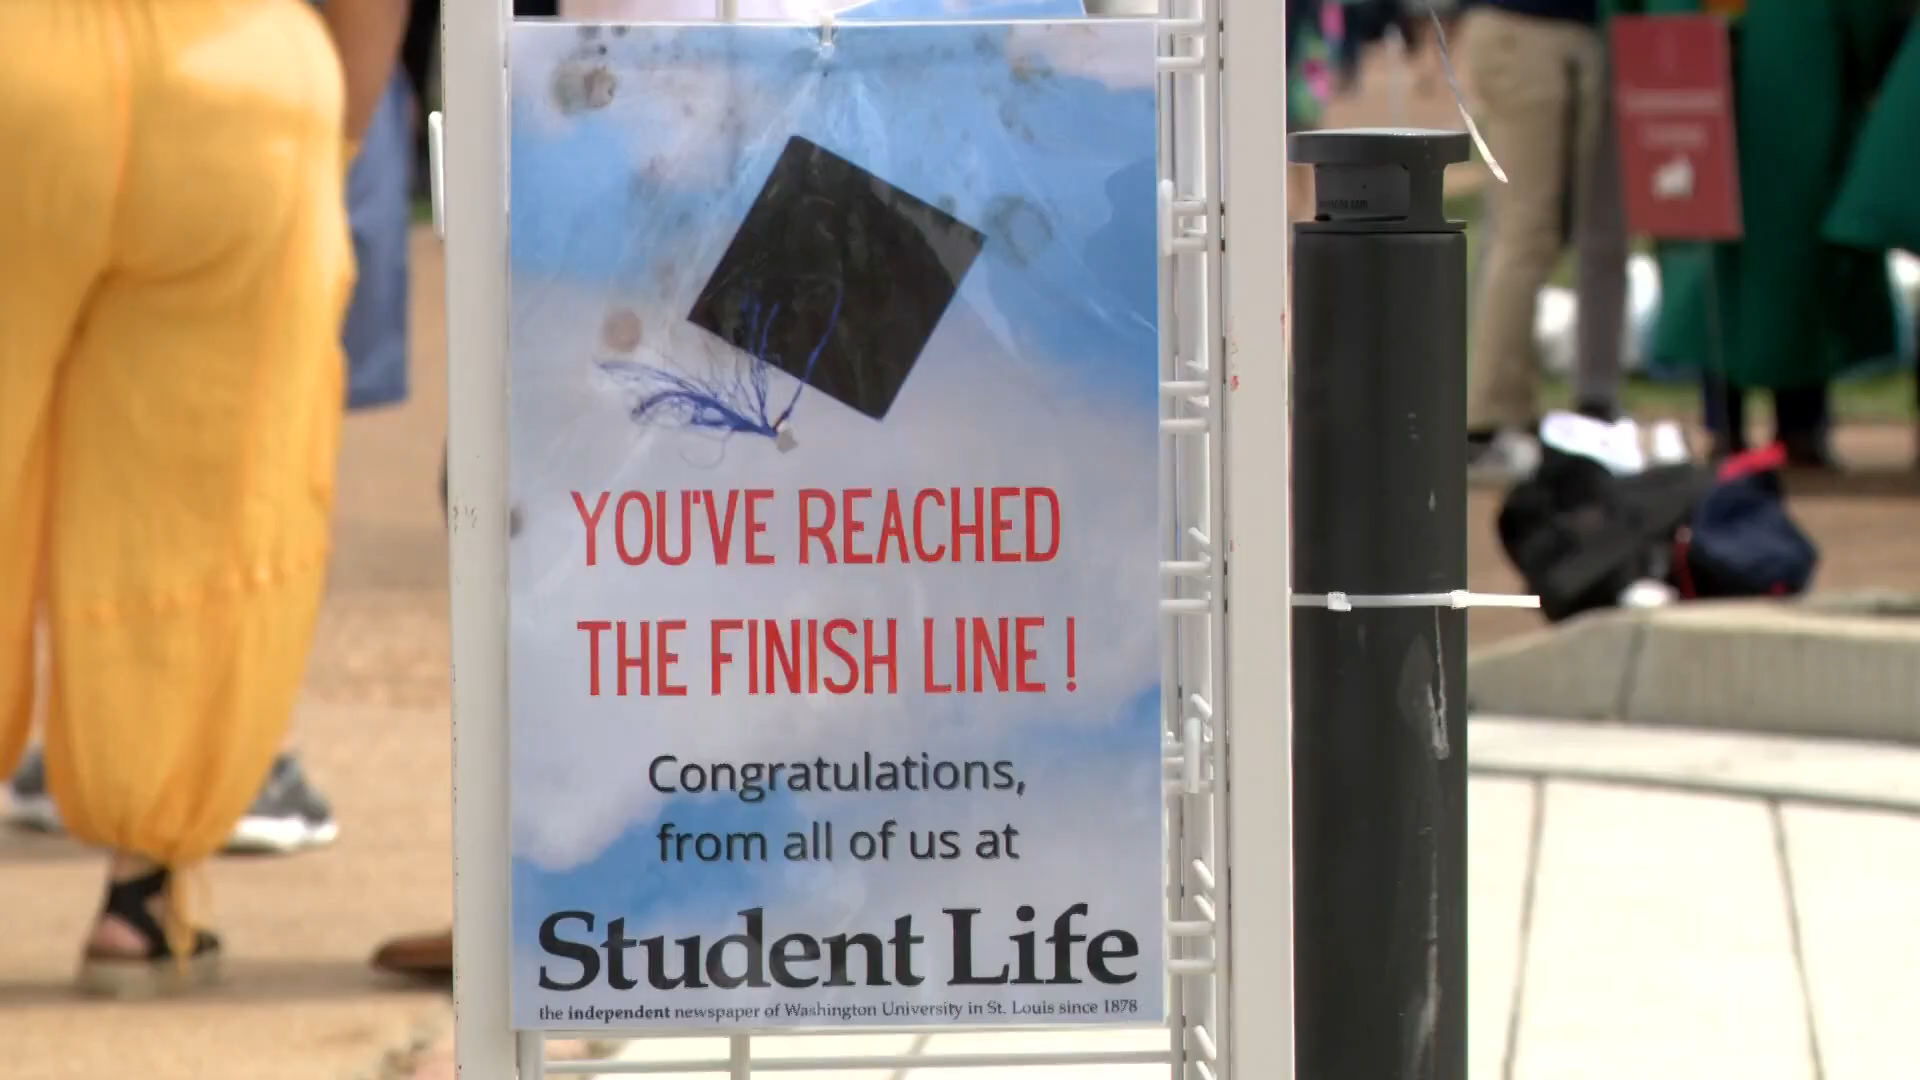 YOU'VE REACHED
THE FINISH LINE !
Congratulations,
from all of us at
Student Life
the independent newspaper of Washington University in St. Louis since 1878